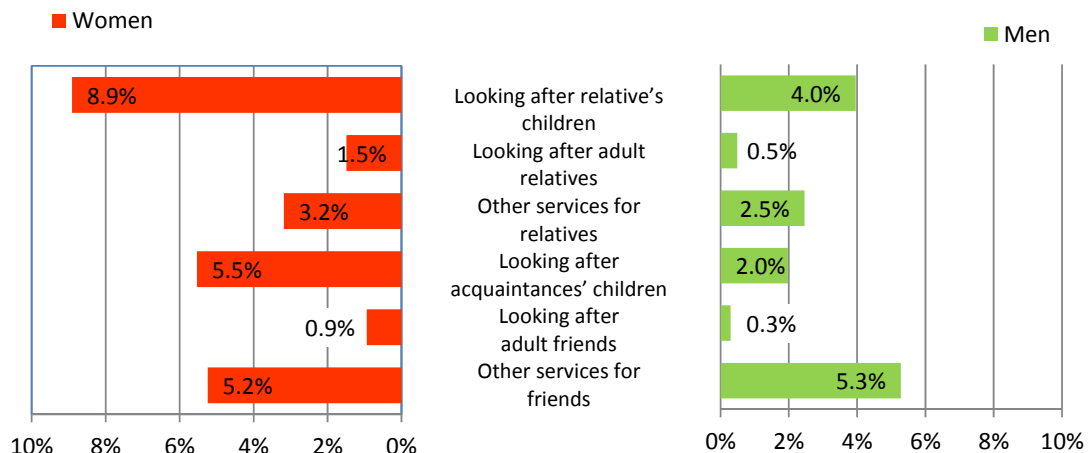 Women
Men
8.9%
Looking after relative’s
children
4.0%
1.5%
Looking after adult
relatives
0.5%
3.2%
Other services for
relatives
2.5%
5.5%
Looking after
acquaintances’ children
2.0%
0.9%
Looking after
adult friends
0.3%
5.2%
Other services for
friends
5.3%
10% 8% 6% 4% 2% 0%
0% 2% 4% 6% 8% 10%